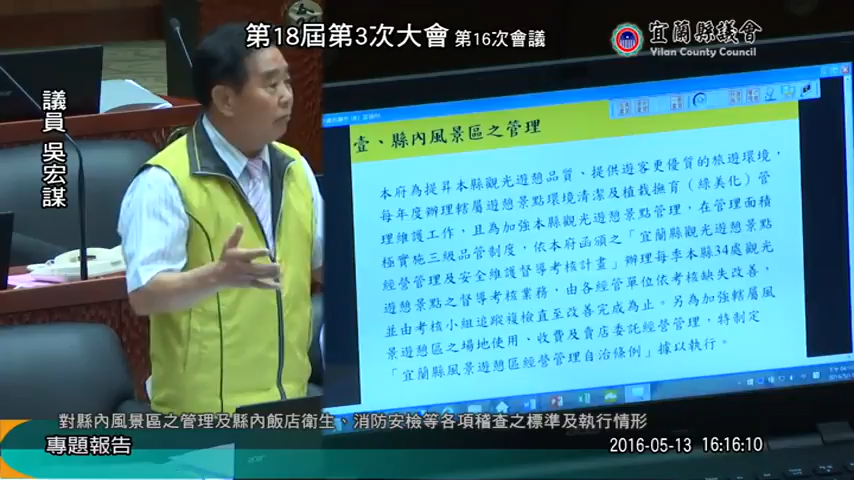 第18屆第3次大會 第16次會議
宜蘭縣議會
Yilan County Council
議員 吳宏謀
壹、縣內風景區之管理
本府為提昇本縣觀光遊憩品質、提供遊客更優質的旅遊環境，
每年度辦理轄屬遊憩景點環境清潔及植栽撫育（綠美化）管
理維護工作，且為加強本縣觀光遊憩景點管理，在管理面積
極實施三級品管制度，依本府函頒之「宜蘭縣觀光遊憩景點
經營管理及安全維護督導考核計畫」辦理每季本縣34處觀光
遊憩景點之督導考核業務，由各經管單位依考核缺失改善，
並由考核小組追蹤複檢直至改善完成為止。另為加強轄屬風
景遊憩區之場地使用、收費及賣店委託經營管理，特制定
「宜蘭縣風景遊憩區經營管理自治條例」據以執行。
對縣內風景區之管理及縣內飯店衛生、消防安檢等各項稽查之標準及執行情形
專題報告
2016-05-13 16:16:10